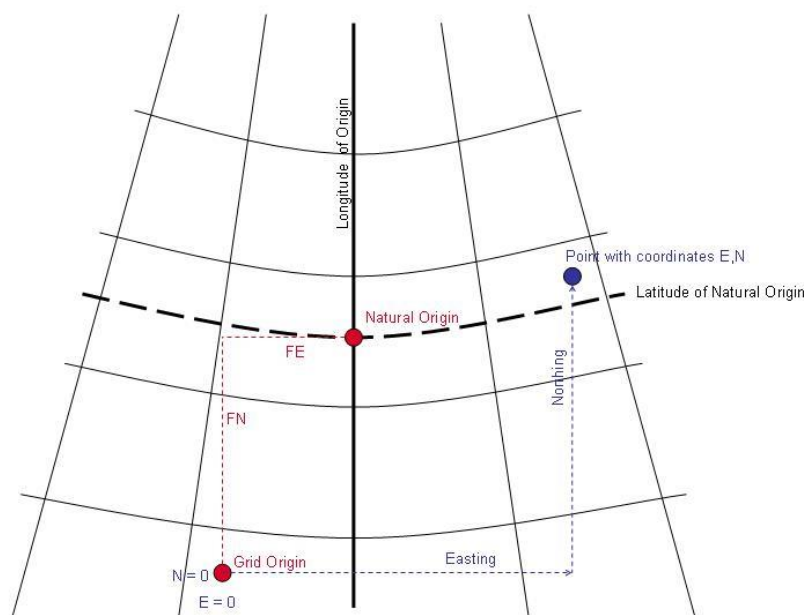 Longitude of Origin
Point with coordinates E,N
Latitude of Natural Origin
Natural Origin
FE
Northing
FN
Grid Origin
Easting
N = 0
E = 0